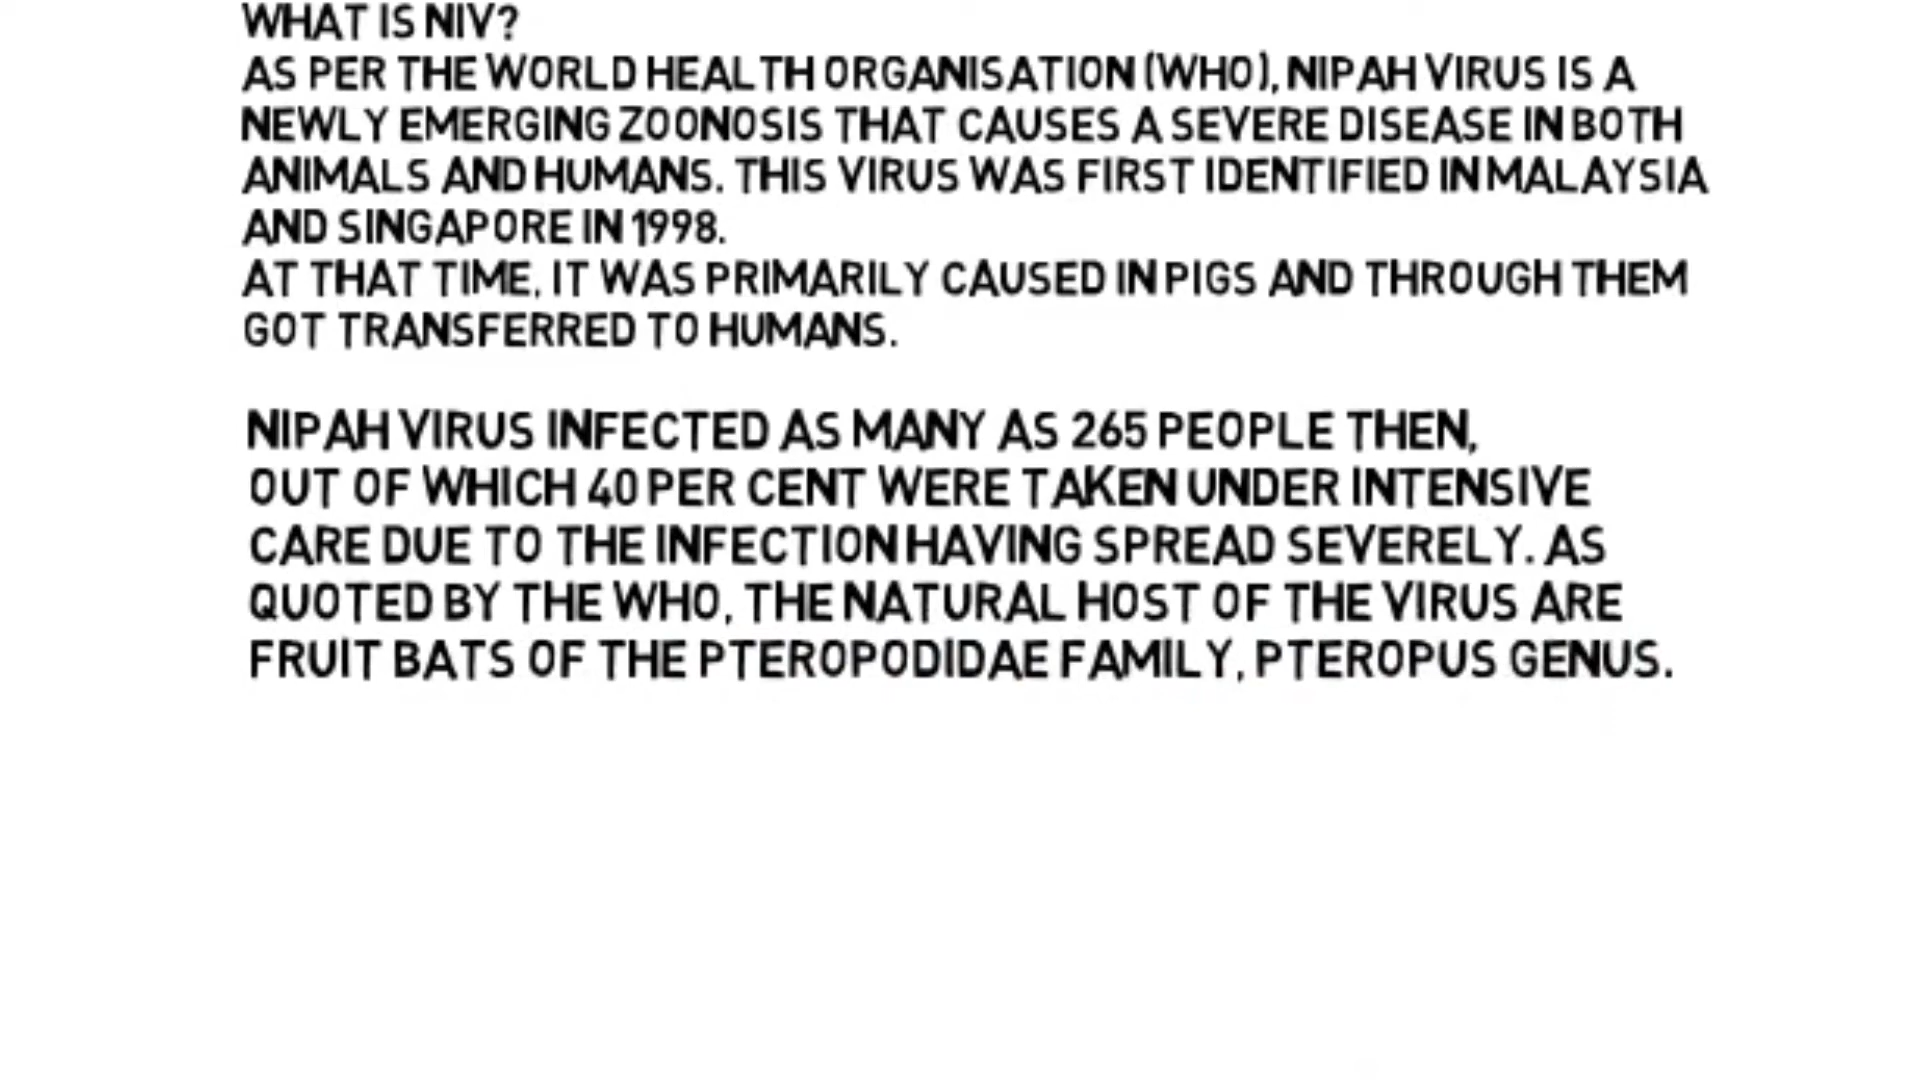 WHAT IS NIV?
AS PER THE WORLD HEALTH ORGANISATION (WHO), NIPAH VIRUS IS A
NEWLY EMERGING ZOONOSIS THAT CAUSES A SEVERE DISEASE IN BOTH
ANIMALS AND HUMANS. THIS VIRUS WAS FIRST IDENTIFIED IN MALAYSIA
AND SINGAPORE IN 1998.
AT THAT TIME, IT WAS PRIMARILY CAUSED IN PIGS AND THROUGH THEM
GOT TRANSFERRED TO HUMANS.
NIPAH VIRUS INFECTED AS MANY AS 265 PEOPLE THEN,
OUT OF WHICH 40 PER CENT WERE TAKEN UNDER INTENSIVE
CARE DUE TO THE INFECTION HAVING SPREAD SEVERELY. AS
QUOTED BY THE WHO, THE NATURAL HOST OF THE VIRUS ARE
FRUIT BATS OF THE PTEROPODIDAE FAMILY, PTEROPUS GENUS.